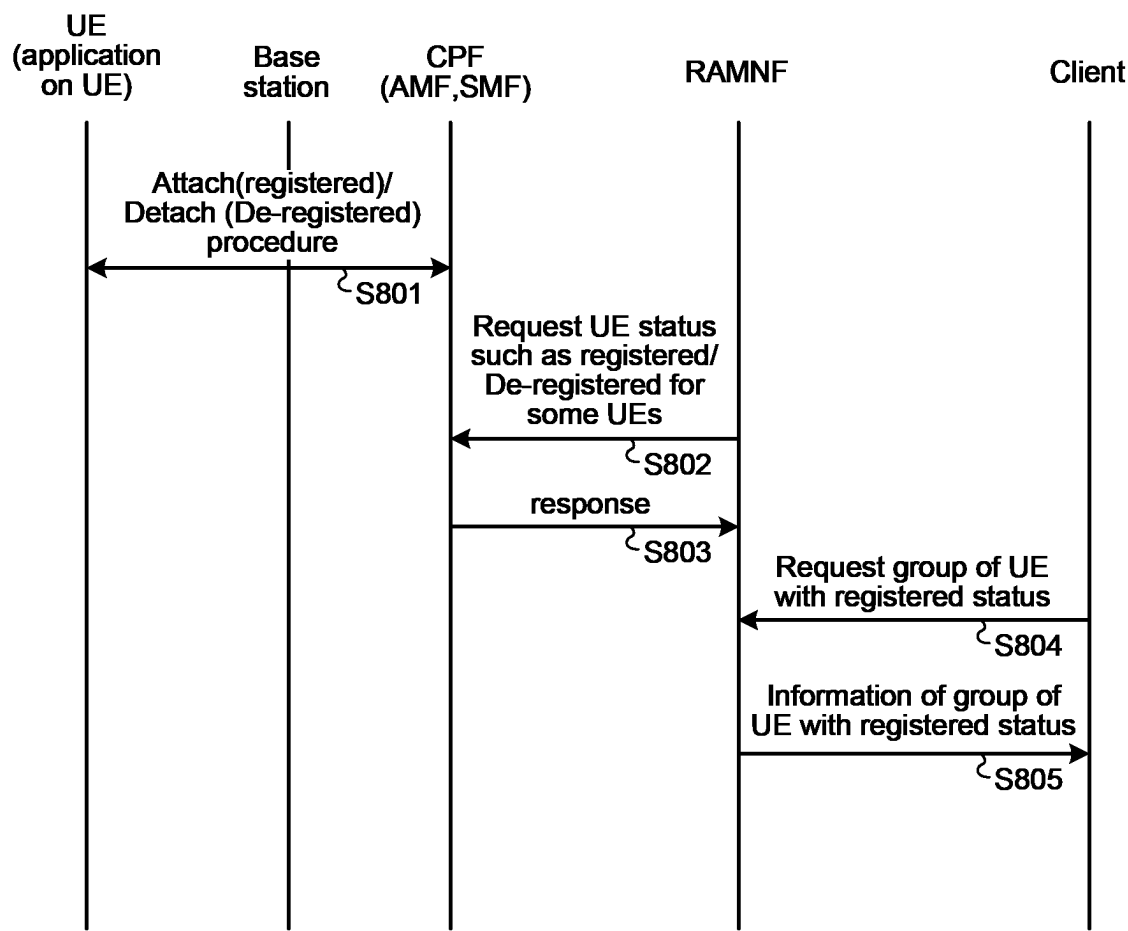 UE
(application
on UE)
Base
station
CPF
(AMF,SMF)
RAMNF
Client
Attach(registered)/
Detach (De-registered)
procedure
S801
Request UE status
such as registered/
De-registered for
some UEs
S802
response
S803
Request group of UE
with registered status
S804
Information of group of
UE with registered status
S805